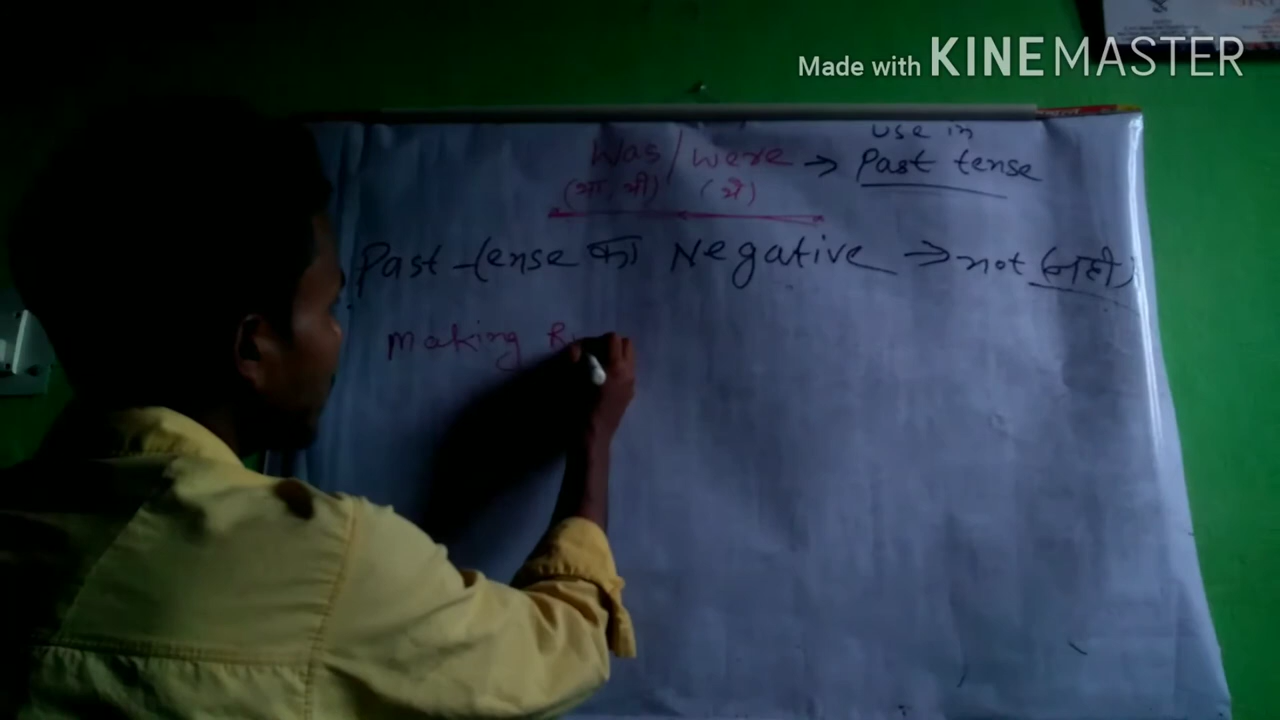 Made with KINEMASTER
use in
Was/were → Past tense
(था, थी) (थे)
Past tense का Negative → not (नही)
Making